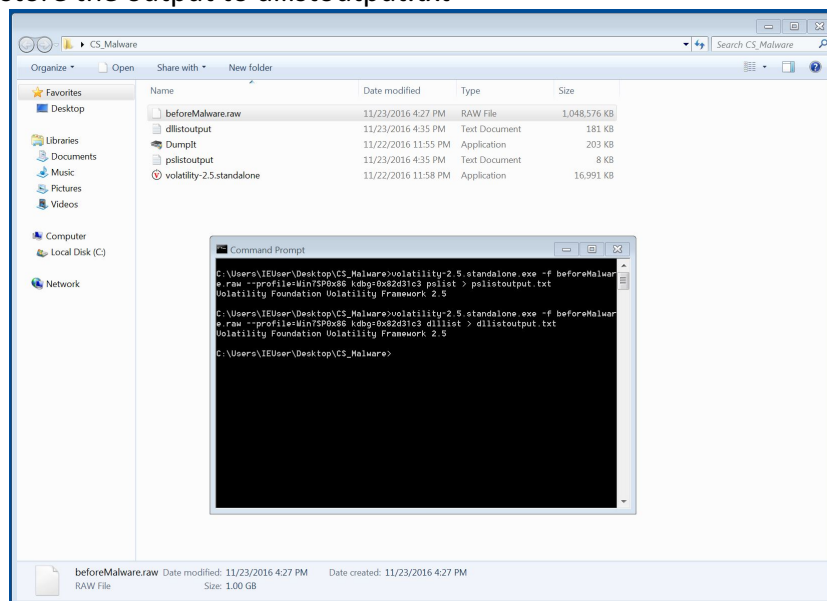 CS_Malware
Search CS_Malware
Organize Open Share with New folder
Favorites
Desktop
Libraries
Documents
Music
Pictures
Videos
Computer
Local Disk (C:)
Network
Name Date modified Type Size
beforeMalware.raw 11/23/2016 4:27 PM RAW File 1,048,576 KB
dlllistoutput 11/23/2016 4:35 PM Text Document 181 KB
DumpIt 11/22/2016 11:55 PM Application 203 KB
pslistoutput 11/23/2016 4:35 PM Text Document 8 KB
volatility-2.5.standalone 11/22/2016 11:58 PM Application 16,991 KB
Command Prompt
C:\Users\IEUser\Desktop\CS_Malware>volatility-2.5.standalone.exe -f beforeMalwar
e.raw --profile=Win7SP0x86 kdbg=0x82d31c3 pslist > pslistoutput.txt
Volatility Foundation Volatility Framework 2.5
C:\Users\IEUser\Desktop\CS_Malware>volatility-2.5.standalone.exe -f beforeMalwar
e.raw --profile=Win7SP0x86 kdbg=0x82d31c3 dlllist > dllistoutput.txt
Volatility Foundation Volatility Framework 2.5
C:\Users\IEUser\Desktop\CS_Malware>
beforeMalware.raw Date modified: 11/23/2016 4:27 PM Date created: 11/23/2016 4:27 PM
RAW File Size: 1.00 GB